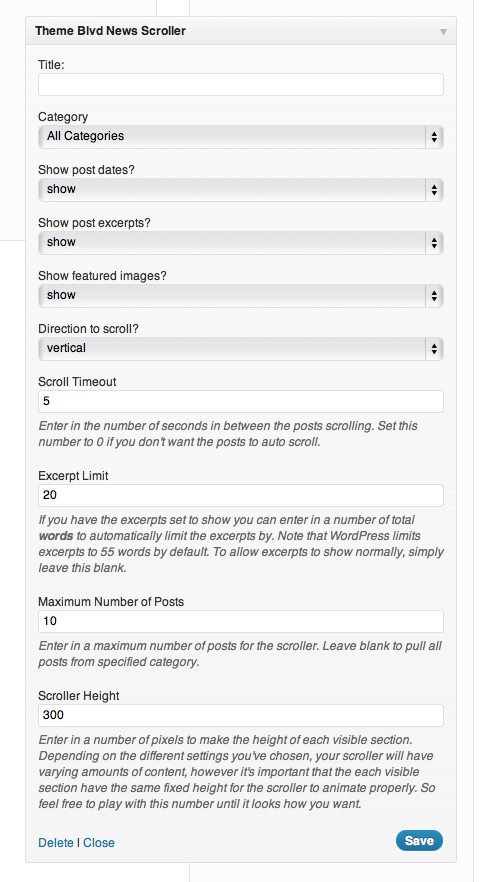 Theme Blvd News Scroller
Title:
Category
All Categories
Show post dates?
show
Show post excerpts?
show
Show featured images?
show
Direction to scroll?
vertical
Scroll Timeout
5
Enter in the number of seconds in between the posts scrolling. Set this
number to 0 if you don't want the posts to auto scroll.
Excerpt Limit
20
If you have the excerpts set to show you can enter in a number of total
words to automatically limit the excerpts by. Note that WordPress limits
excerpts to 55 words by default. To allow excerpts to show normally, simply
leave this blank.
Maximum Number of Posts
10
Enter in a maximum number of posts for the scroller. Leave blank to pull all
posts from specified category.
Scroller Height
300
Enter in a number of pixels to make the height of each visible section.
Depending on the different settings you've chosen, your scroller will have
varying amounts of content, however it's important that the each visible
section have the same fixed height for the scroller to animate properly. So
feel free to play with this number until it looks how you want.
Delete | Close
Save